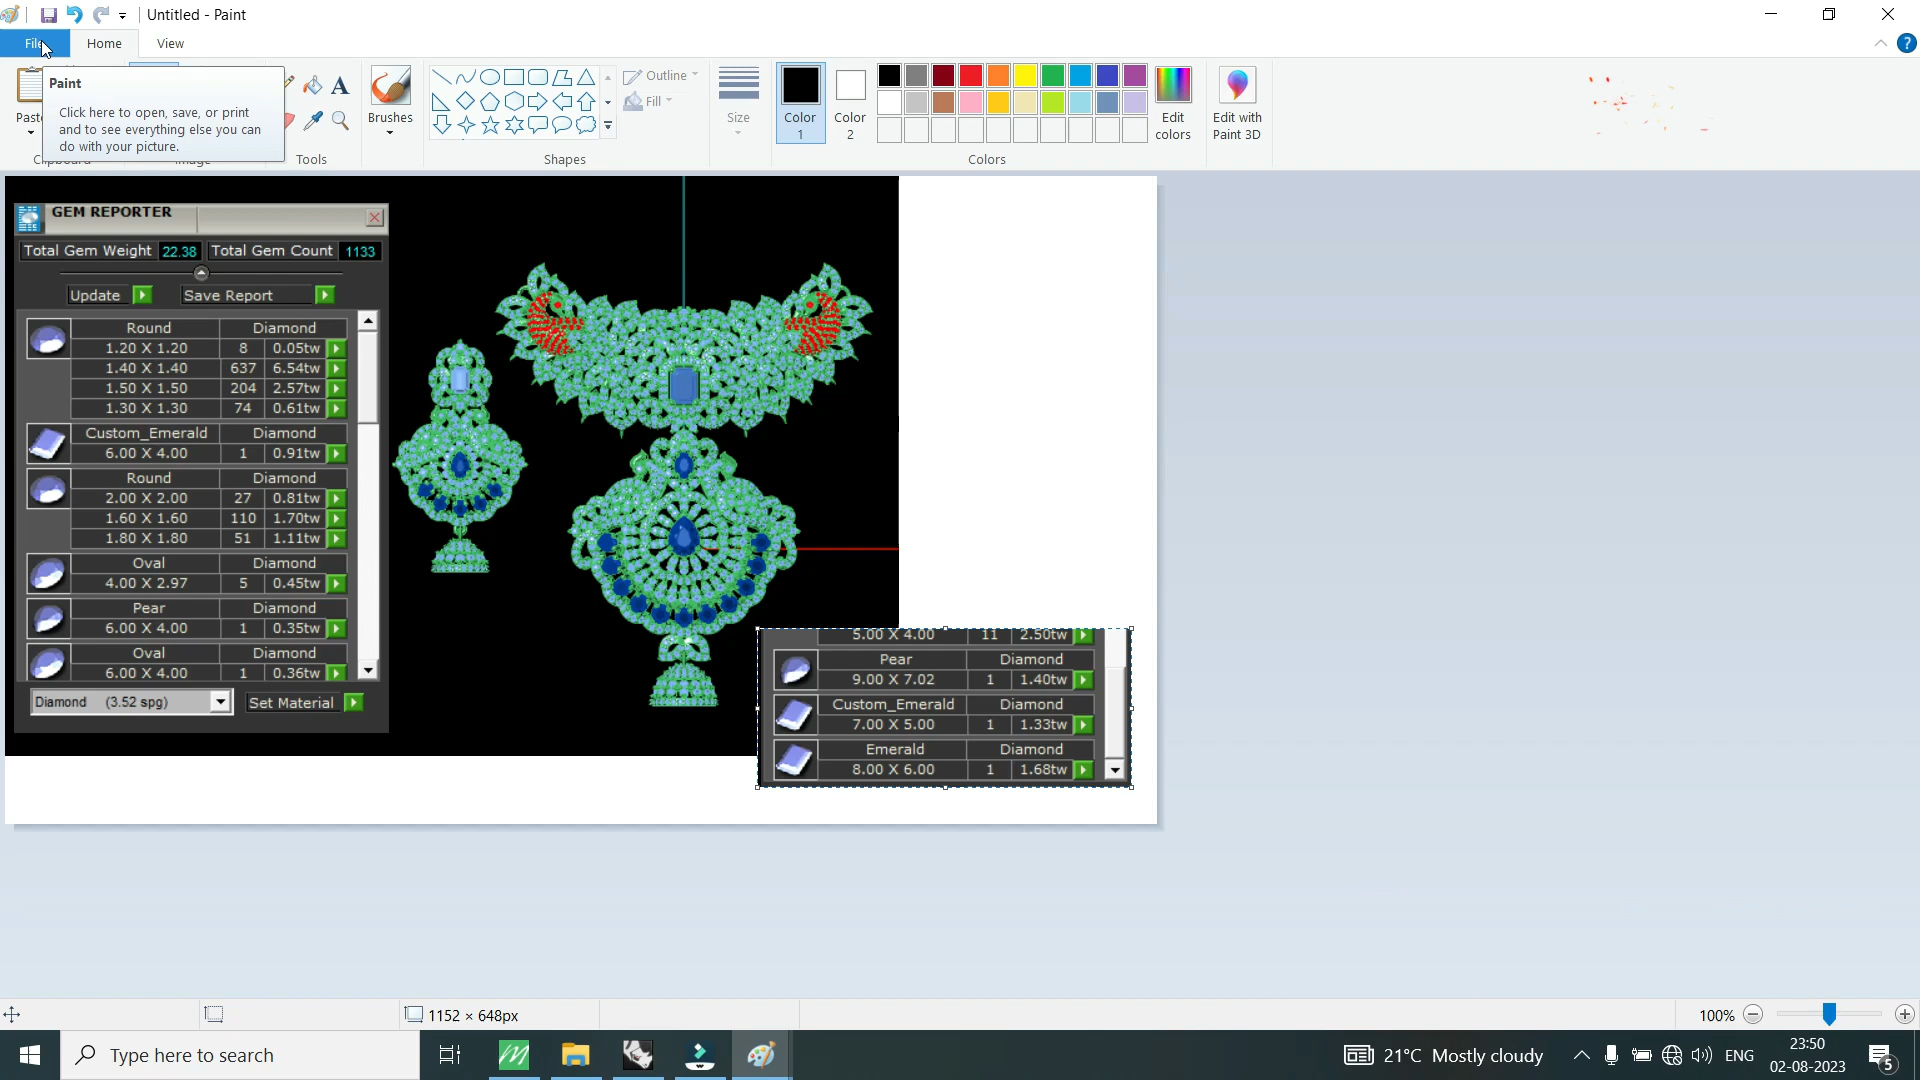 Untitled - Paint
File Home View
Paint
Click here to open, save, or print
and to see everything else you can
do with your picture.
Paste
Clipboard
Image
Tools
Brushes
Shapes
Outline
Fill
Size
Color
1
Color
2
Edit
colors
Edit with
Paint 3D
Colors
GEM REPORTER
Total Gem Weight 22.38 Total Gem Count 1133
Update Save Report
Round Diamond
1.20 X 1.20 8 0.05tw
1.40 X 1.40 637 6.54tw
1.50 X 1.50 204 2.57tw
1.30 X 1.30 74 0.61tw
Custom_Emerald Diamond
6.00 X 4.00 1 0.91tw
Round Diamond
2.00 X 2.00 27 0.81tw
1.60 X 1.60 110 1.70tw
1.80 X 1.80 51 1.11tw
Oval Diamond
4.00 X 2.97 5 0.45tw
Pear Diamond
6.00 X 4.00 1 0.35tw
Oval Diamond
6.00 X 4.00 1 0.36tw
Diamond (3.52 spg) Set Material
5.00 X 4.00 11 2.50tw
Pear Diamond
9.00 X 7.02 1 1.40tw
Custom_Emerald Diamond
7.00 X 5.00 1 1.33tw
Emerald Diamond
8.00 X 6.00 1 1.68tw
1152 × 648px
100%
Type here to search
21°C Mostly cloudy
ENG
23:50
02-08-2023
5